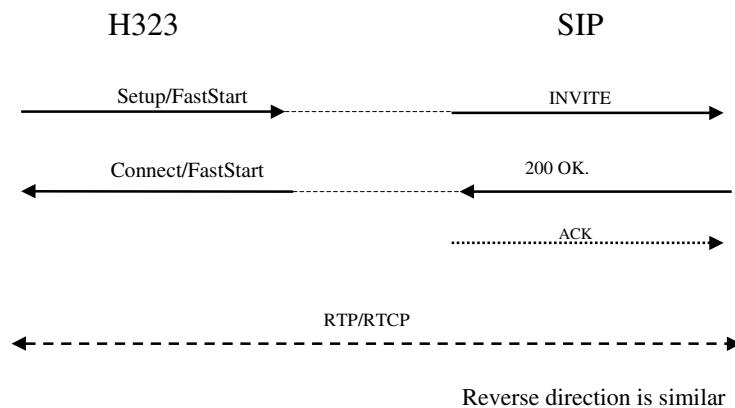 H323 SIP
Setup/FastStart INVITE
Connect/FastStart 200 OK.
ACK
RTP/RTCP
Reverse direction is similar